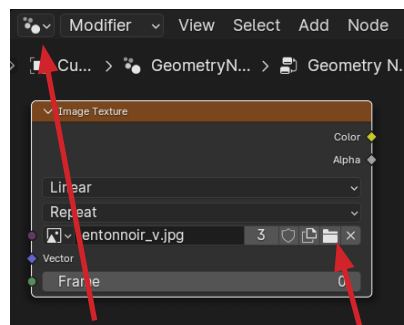 Modifier View Select Add Node
Cu... > GeometryN... > Geometry N.
Image Texture
Color
Alpha
Linear
Repeat
entonnoir_v.jpg 3
Vector
Frame 0